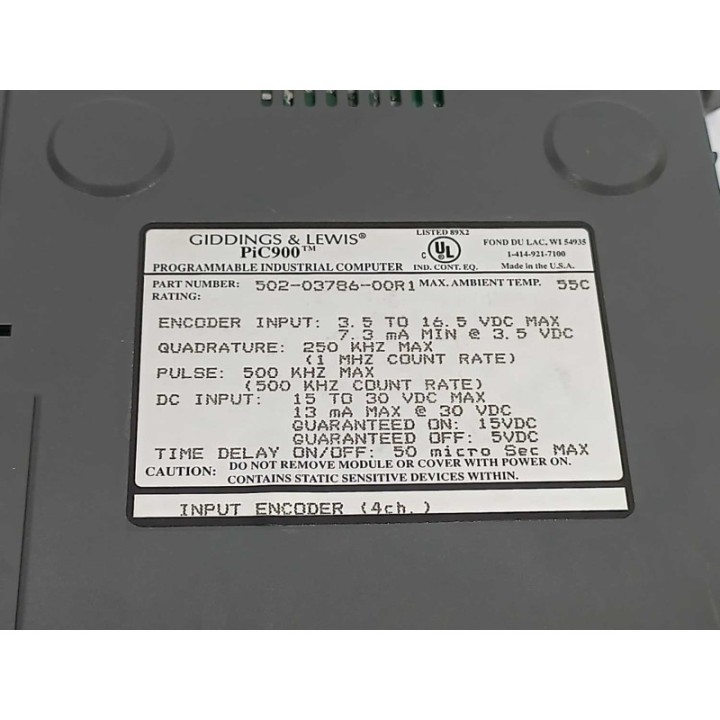 GIDDINGS & LEWIS®
PiC900™
PROGRAMMABLE INDUSTRIAL COMPUTER
LISTED 89X2
C UL
IND. CONT. EQ.
FOND DU LAC, WI 54935
1-414-921-7100
Made in the U.S.A.
PART NUMBER: 502-03786-00R1 MAX. AMBIENT TEMP. 55C
RATING:
ENCODER INPUT: 3.5 TO 16.5 VDC MAX
7.3 mA MIN @ 3.5 VDC
QUADRATURE: 250 KHZ MAX
(1 MHZ COUNT RATE)
PULSE: 500 KHZ MAX
(500 KHZ COUNT RATE)
DC INPUT: 15 TO 30 VDC MAX
13 mA MAX @ 30 VDC
GUARANTEED ON: 15VDC
GUARANTEED OFF: 5VDC
TIME DELAY ON/OFF: 50 micro Sec MAX
CAUTION: DO NOT REMOVE MODULE OR COVER WITH POWER ON.
CONTAINS STATIC SENSITIVE DEVICES WITHIN.
INPUT ENCODER (4ch.)